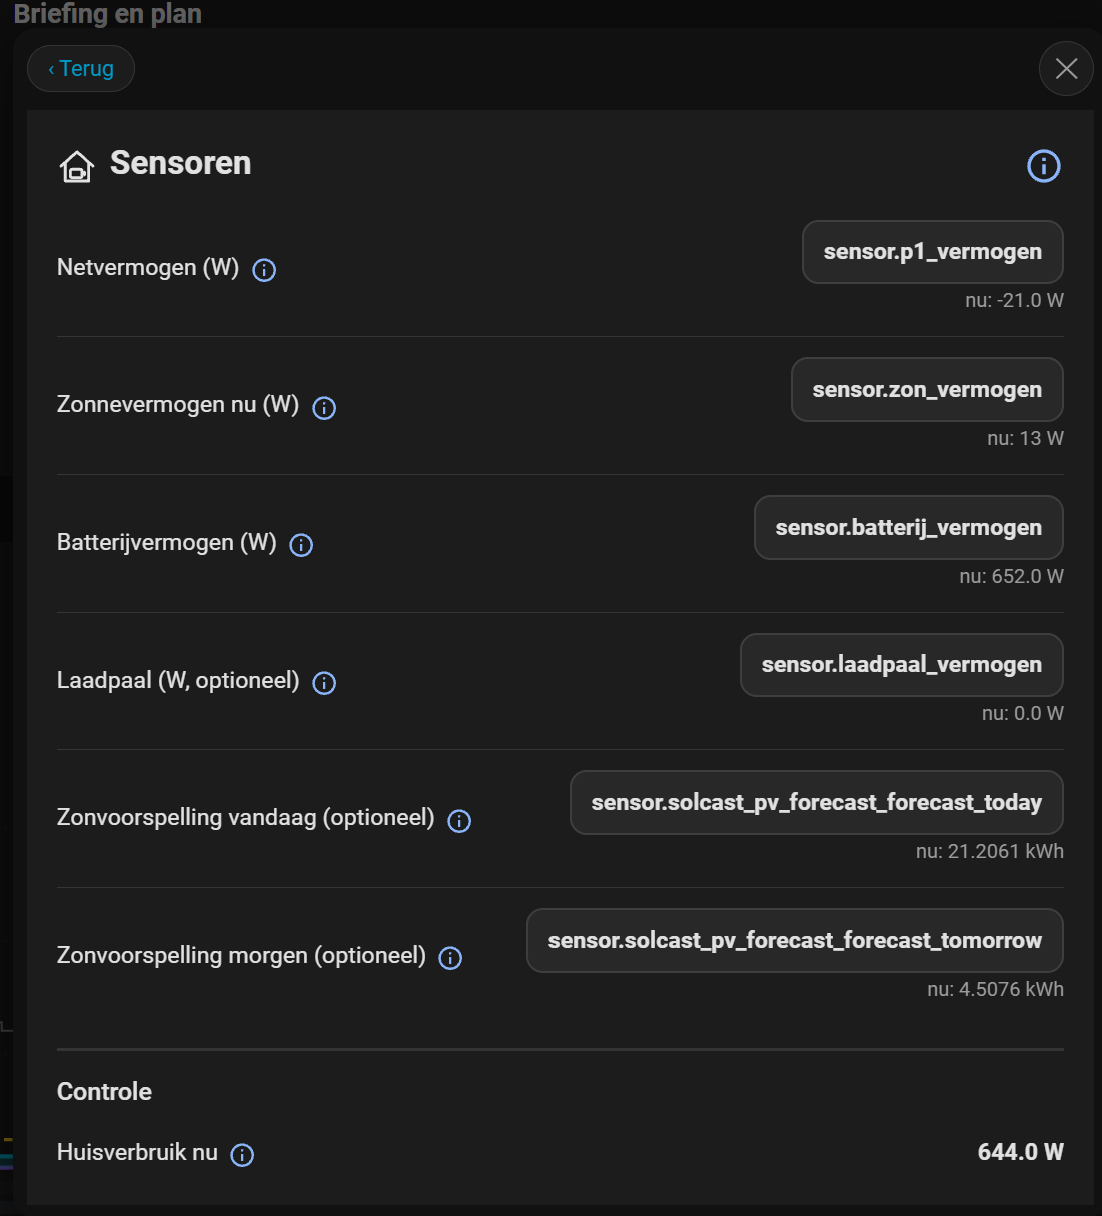 Briefing en plan
‹ Terug
Sensoren
Netvermogen (W)
sensor.p1_vermogen
nu: -21.0 W
Zonnevermogen nu (W)
sensor.zon_vermogen
nu: 13 W
Batterijvermogen (W)
sensor.batterij_vermogen
nu: 652.0 W
Laadpaal (W, optioneel)
sensor.laadpaal_vermogen
nu: 0.0 W
Zonvoorspelling vandaag (optioneel)
sensor.solcast_pv_forecast_forecast_today
nu: 21.2061 kWh
Zonvoorspelling morgen (optioneel)
sensor.solcast_pv_forecast_forecast_tomorrow
nu: 4.5076 kWh
Controle
Huisverbruik nu
644.0 W